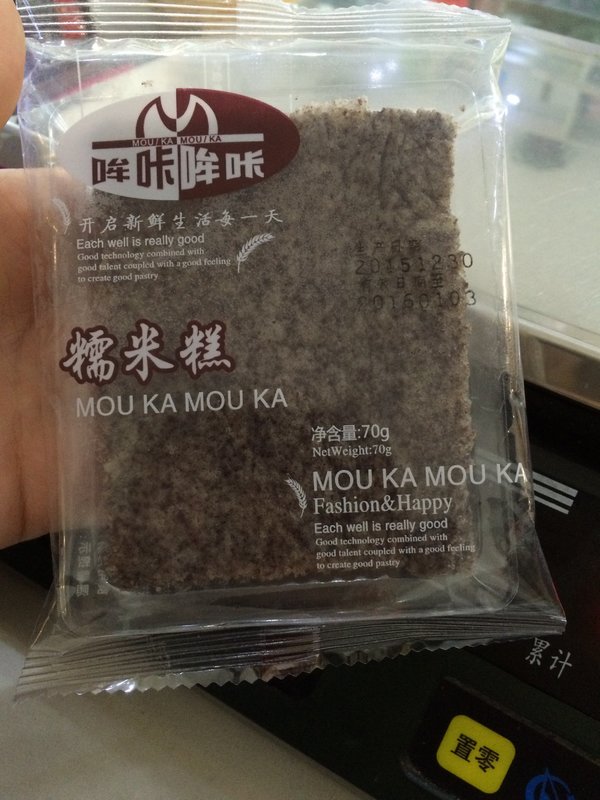 MOU/KA MOU/KA
哞咔哞咔
开启新鲜生活每一天
Each well is really good
Good technology combined with
good talent coupled with a good feeling
to create good pastry
生产日期
20151230
20160103
糯米糕
MOU KA MOU KA
净含量:70g
NetWeight:70g
MOU KA MOU KA
Fashion&Happy
Each well is really good
Good technology combined with
good talent coupled with a good feeling
to create good pastry
累计
置零